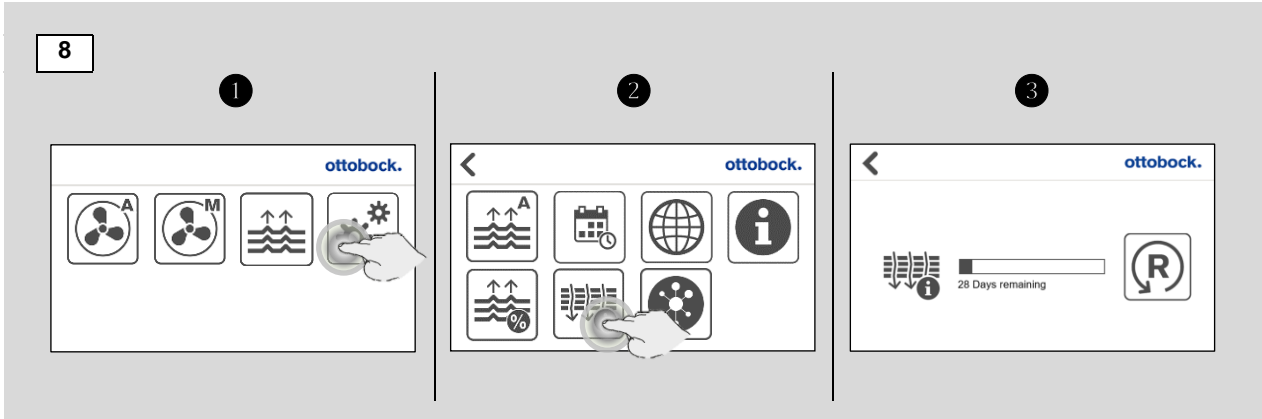 8
1
2
3
ottobock.
A
M
ottobock.
A
i
%
ottobock.
i
28 Days remaining
R